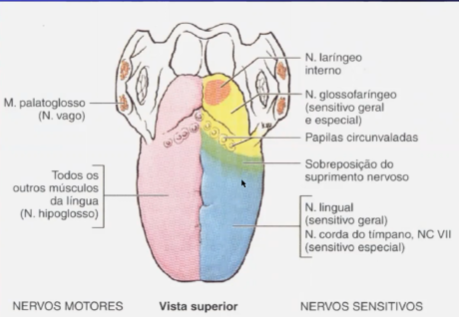 M. palatoglosso
(N. vago)
Todos os
outros músculos
da língua
(N. hipoglosso)
N. laríngeo
interno
N. glossofaríngeo
(sensitivo geral
e especial)
Papilas circunvaladas
Sobreposição do
suprimento nervoso
N. lingual
(sensitivo geral)
N. corda do tímpano, NC VII
(sensitivo especial)
NERVOS MOTORES
Vista superior
NERVOS SENSITIVOS